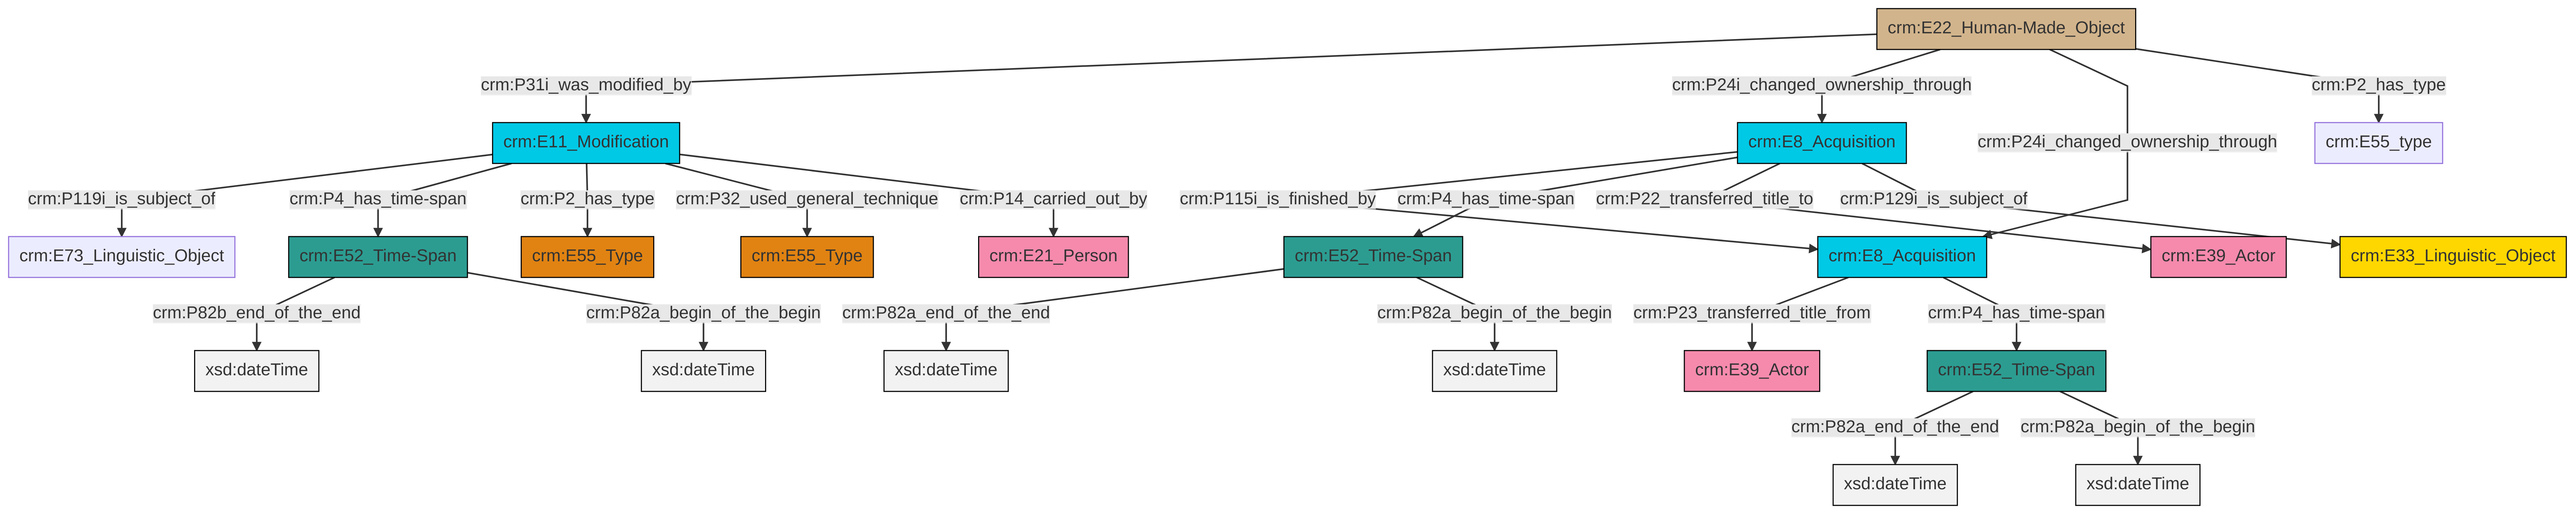 crm:E22_Human-Made_Object
crm:P31i_was_modified_by
crm:P24i_changed_ownership_through
crm:P2_has_type
crm:E11_Modification
crm:E8_Acquisition
crm:P24i_changed_ownership_through
crm:E55_type
crm:P119i_is_subject_of
crm:P4_has_time-span
crm:P2_has_type
crm:P32_used_general_technique
crm:P14_carried_out_by
crm:P115i_is_finished_by
crm:P4_has_time-span
crm:P22_transferred_title_to
crm:P129i_is_subject_of
crm:E73_Linguistic_Object
crm:E52_Time-Span
crm:E55_Type
crm:E55_Type
crm:E21_Person
crm:E52_Time-Span
crm:E8_Acquisition
crm:E39_Actor
crm:E33_Linguistic_Object
crm:P82b_end_of_the_end
crm:P82a_begin_of_the_begin
crm:P82a_end_of_the_end
crm:P82a_begin_of_the_begin
crm:P23_transferred_title_from
crm:P4_has_time-span
xsd:dateTime
xsd:dateTime
xsd:dateTime
xsd:dateTime
crm:E39_Actor
crm:E52_Time-Span
crm:P82a_end_of_the_end
crm:P82a_begin_of_the_begin
xsd:dateTime
xsd:dateTime